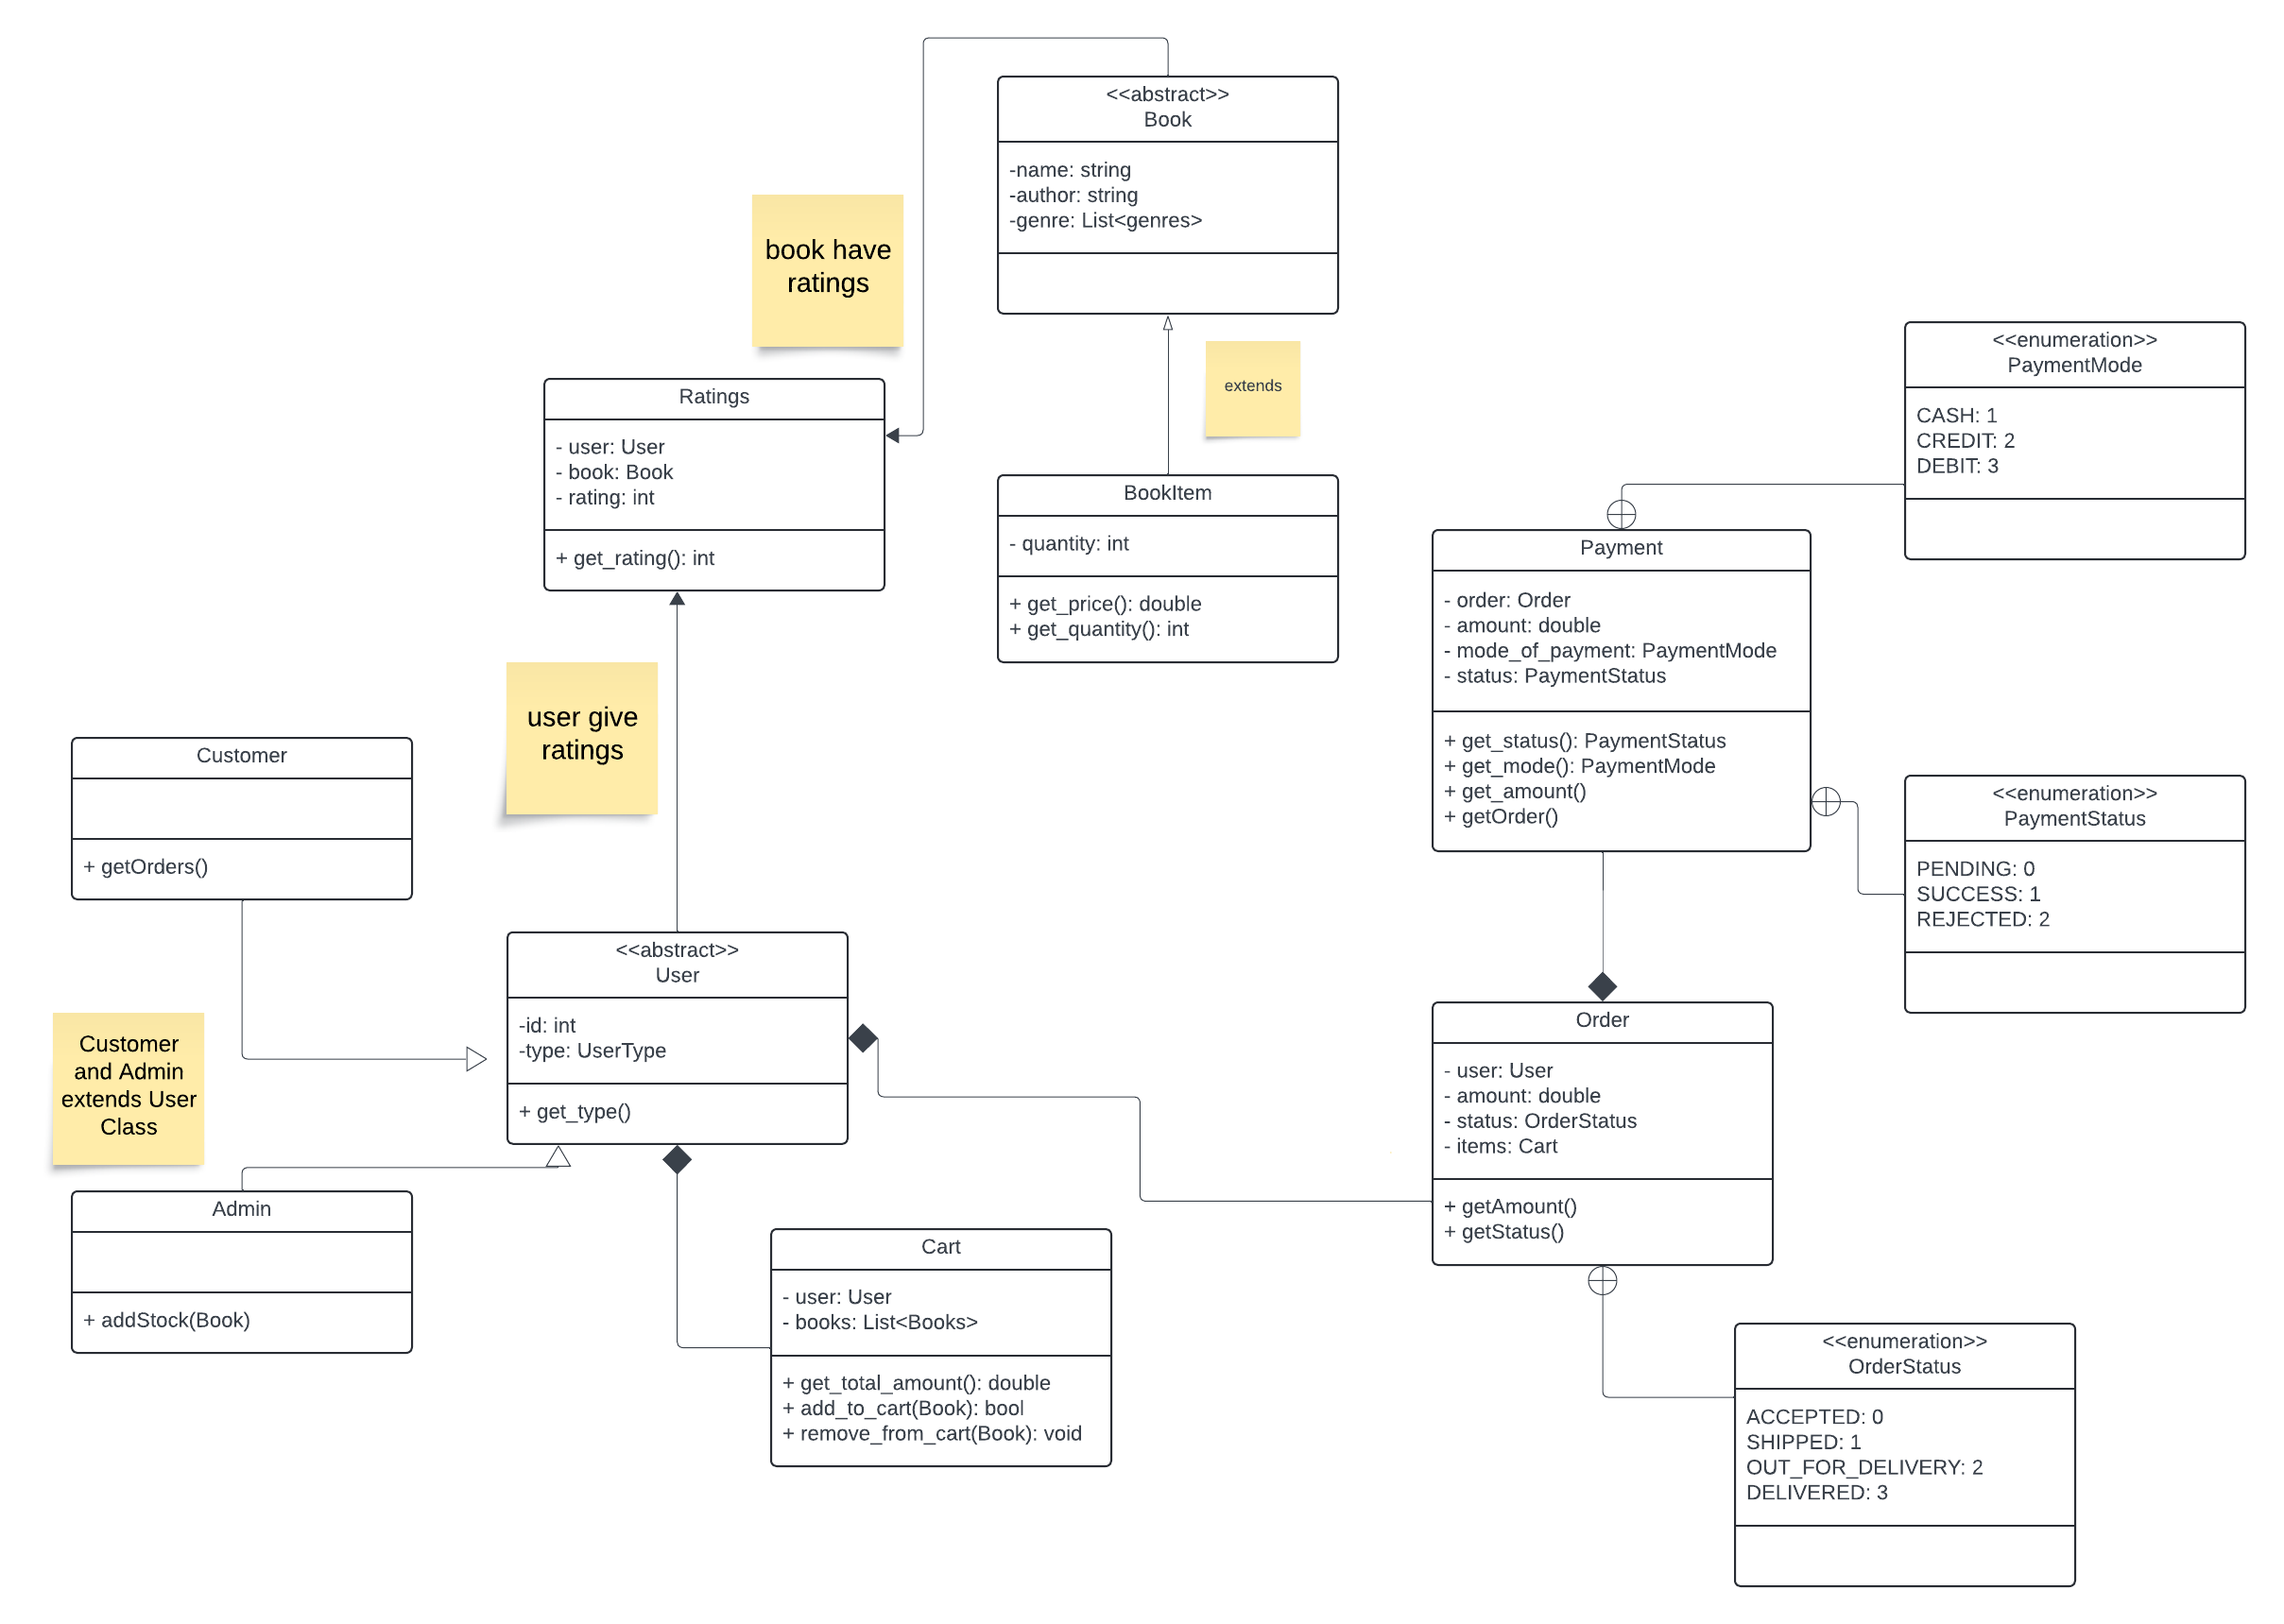 <<abstract>>
Book
-name: string
-author: string
-genre: List<genres>
book have
ratings
extends
<<enumeration>>
PaymentMode
CASH: 1
CREDIT: 2
DEBIT: 3
Ratings
- user: User
- book: Book
- rating: int
+ get_rating(): int
BookItem
- quantity: int
+ get_price(): double
+ get_quantity(): int
Payment
- order: Order
- amount: double
- mode_of_payment: PaymentMode
- status: PaymentStatus
+ get_status(): PaymentStatus
+ get_mode(): PaymentMode
+ get_amount()
+ getOrder()
user give
ratings
Customer
+ getOrders()
<<enumeration>>
PaymentStatus
PENDING: 0
SUCCESS: 1
REJECTED: 2
<<abstract>>
User
-id: int
-type: UserType
+ get_type()
Customer
and Admin
extends User
Class
Order
- user: User
- amount: double
- status: OrderStatus
- items: Cart
+ getAmount()
+ getStatus()
Admin
+ addStock(Book)
Cart
- user: User
- books: List<Books>
+ get_total_amount(): double
+ add_to_cart(Book): bool
+ remove_from_cart(Book): void
<<enumeration>>
OrderStatus
ACCEPTED: 0
SHIPPED: 1
OUT_FOR_DELIVERY: 2
DELIVERED: 3